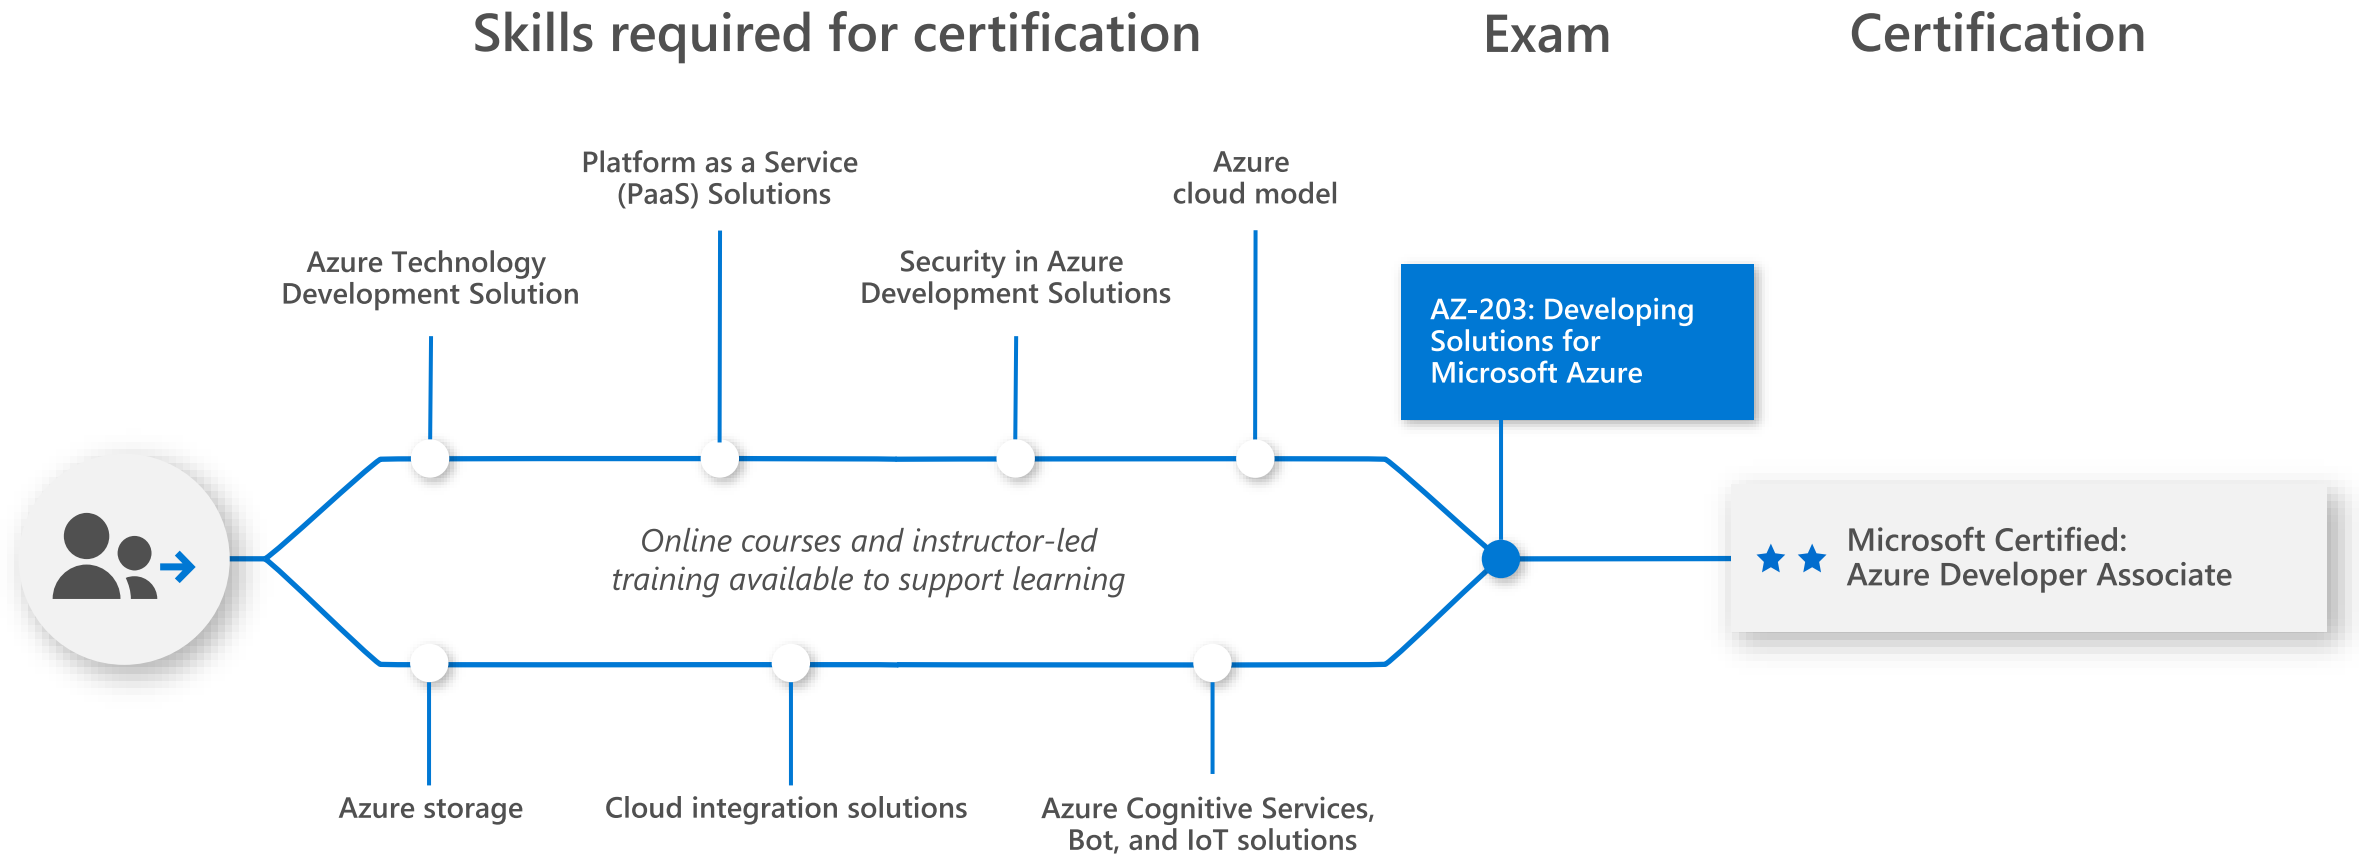 Skills required for certification
Exam
Certification
Platform as a Service
(PaaS) Solutions
Azure
cloud model
Azure Technology
Development Solution
Security in Azure
Development Solutions
AZ-203: Developing
Solutions for
Microsoft Azure
Online courses and instructor-led
training available to support learning
Microsoft Certified:
Azure Developer Associate
Azure storage
Cloud integration solutions
Azure Cognitive Services,
Bot, and IoT solutions